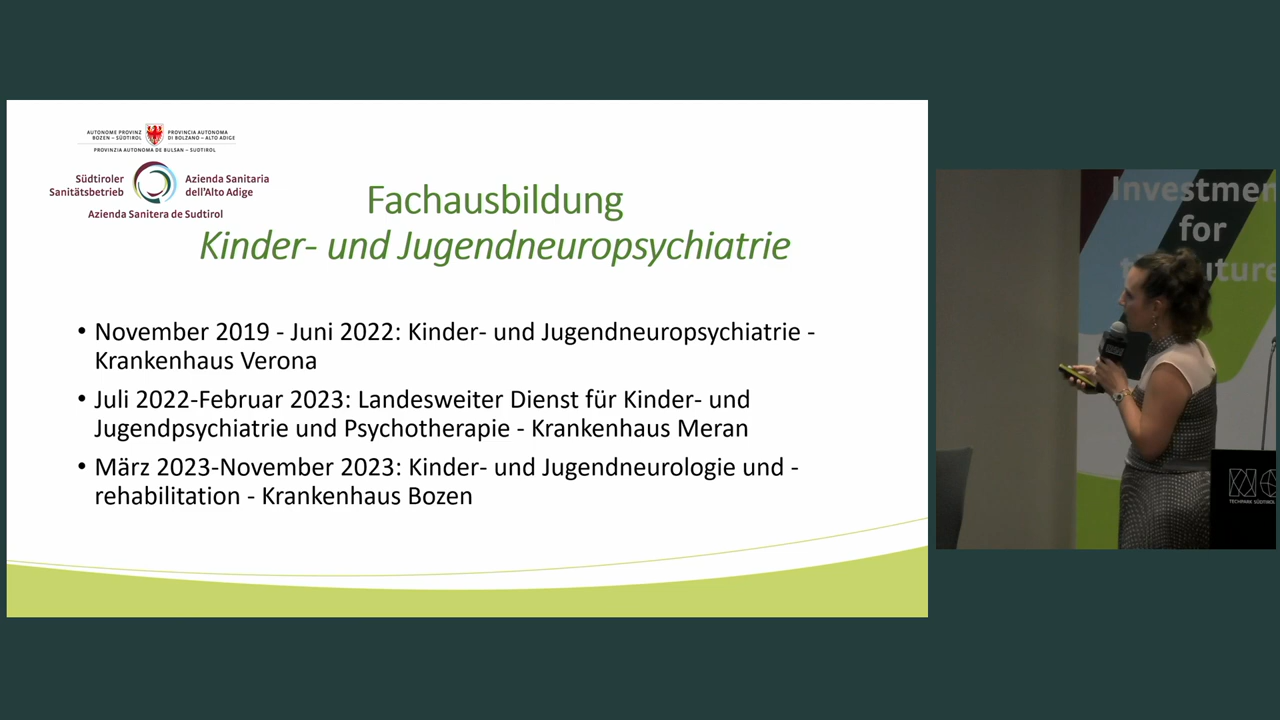 AUTONOME PROVINZ
BOZEN – SÜDTIROL
PROVINCIA AUTONOMA
DI BOLZANO – ALTO ADIGE
PROVINZIA AUTONOMA DE BULSAN – SUDTIROL
Südtiroler
Sanitätsbetrieb
Azienda Sanitaria
dell'Alto Adige
Azienda Sanitera de Sudtirol
Fachausbildung
Kinder- und Jugendneuropsychiatrie
• November 2019 - Juni 2022: Kinder- und Jugendneuropsychiatrie -
Krankenhaus Verona
• Juli 2022-Februar 2023: Landesweiter Dienst für Kinder- und
Jugendpsychiatrie und Psychotherapie - Krankenhaus Meran
• März 2023-November 2023: Kinder- und Jugendneurologie und -
rehabilitation - Krankenhaus Bozen
Investmen
for
uture
TECHPARK SÜDTIROL